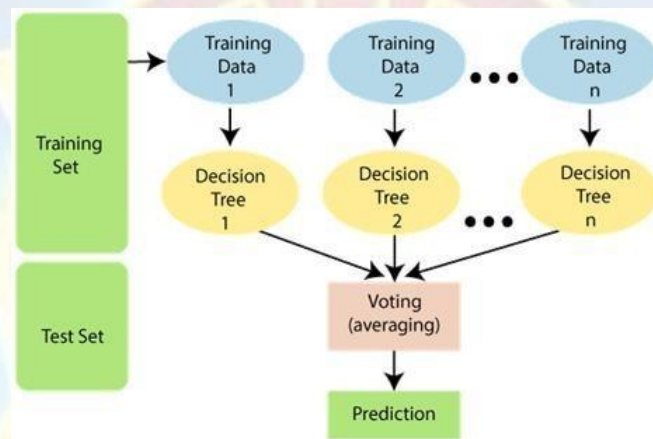 Training
Set
Training
Data
1
Training
Data
2
Training
Data
n
Decision
Tree
1
Decision
Tree
2
Decision
Tree
n
Test Set
Voting
(averaging)
Prediction